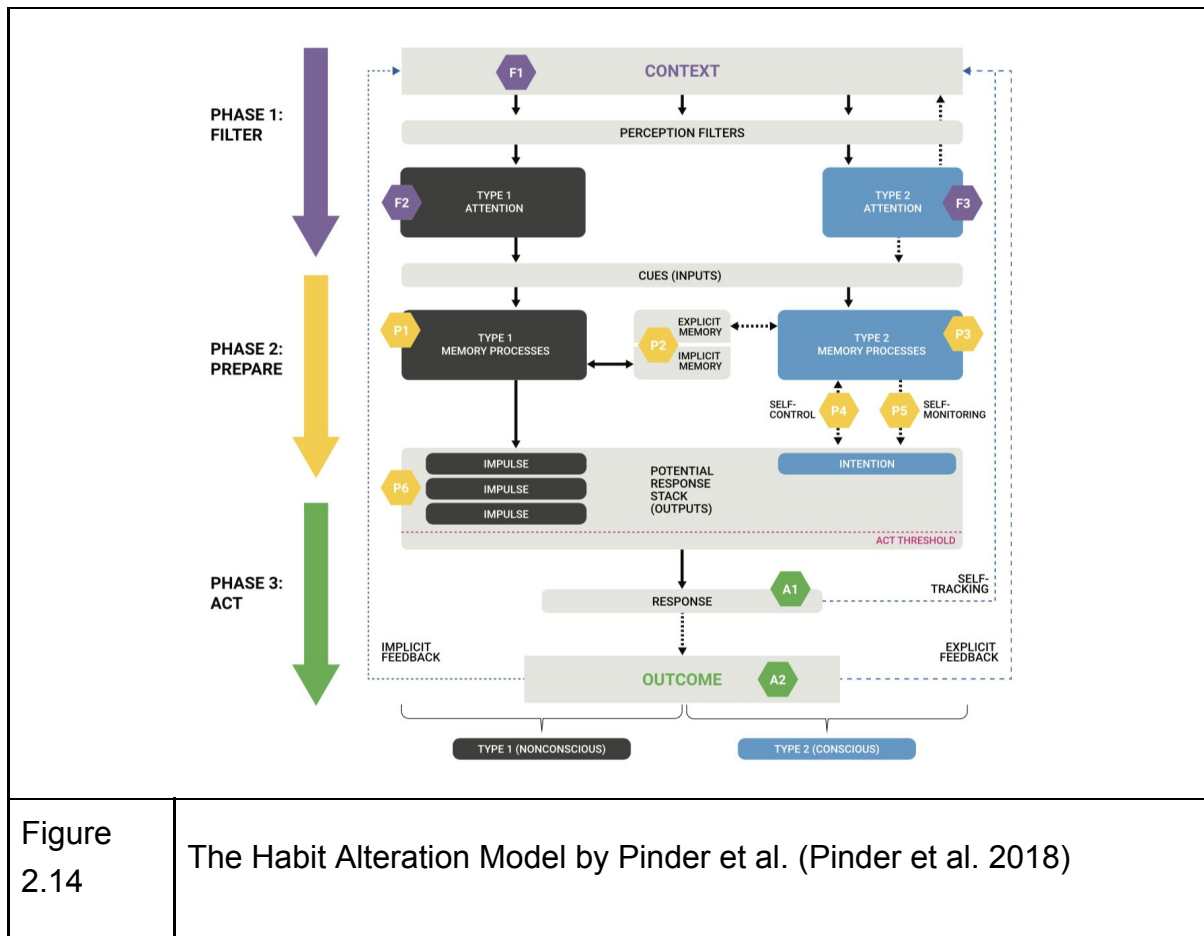 F1
CONTEXT
PHASE 1:
FILTER
PERCEPTION FILTERS
F2
TYPE 1
ATTENTION
TYPE 2
ATTENTION
F3
CUES (INPUTS)
PHASE 2:
PREPARE
P1
TYPE 1
MEMORY PROCESSES
P2
EXPLICIT
MEMORY
IMPLICIT
MEMORY
TYPE 2
MEMORY PROCESSES
P3
SELF-
CONTROL
P4
P5
SELF-
MONITORING
P6
IMPULSE
IMPULSE
IMPULSE
POTENTIAL
RESPONSE
STACK
(OUTPUTS)
INTENTION
ACT THRESHOLD
PHASE 3:
ACT
RESPONSE
A1
SELF-
TRACKING
IMPLICIT
FEEDBACK
OUTCOME
A2
EXPLICIT
FEEDBACK
TYPE 1 (NONCONSCIOUS)
TYPE 2 (CONSCIOUS)
Figure
2.14
The Habit Alteration Model by Pinder et al. (Pinder et al. 2018)